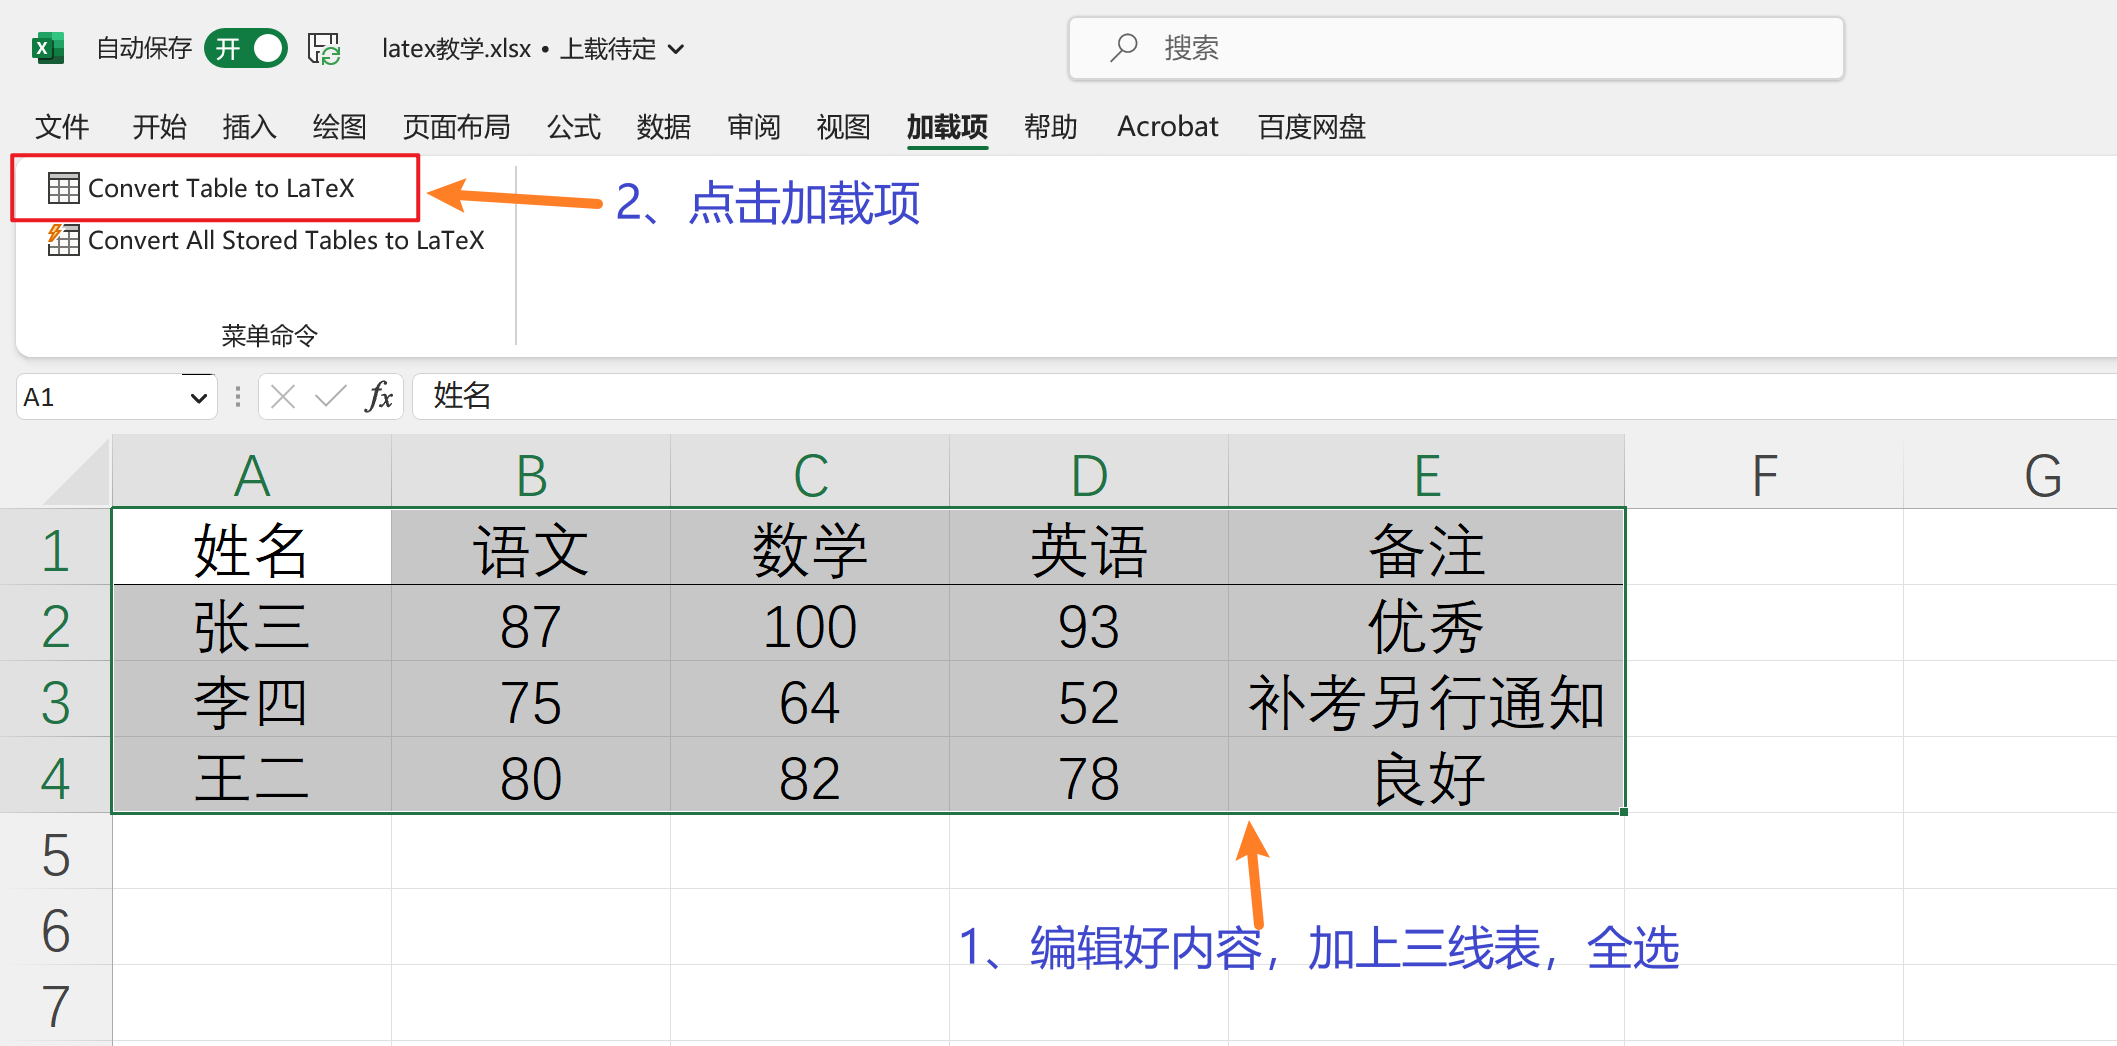 自动保存 开 latex教学.xlsx • 上载待定 搜索
文件 开始 插入 绘图 页面布局 公式 数据 审阅 视图 加载项 帮助 Acrobat 百度网盘
Convert Table to LaTeX
2、点击加载项
Convert All Stored Tables to LaTeX
菜单命令
A1 fx 姓名
A B C D E F G
1 姓名 语文 数学 英语 备注
2 张三 87 100 93 优秀
3 李四 75 64 52 补考另行通知
4 王二 80 82 78 良好
5
6
1、编辑好内容，加上三线表，全选
7